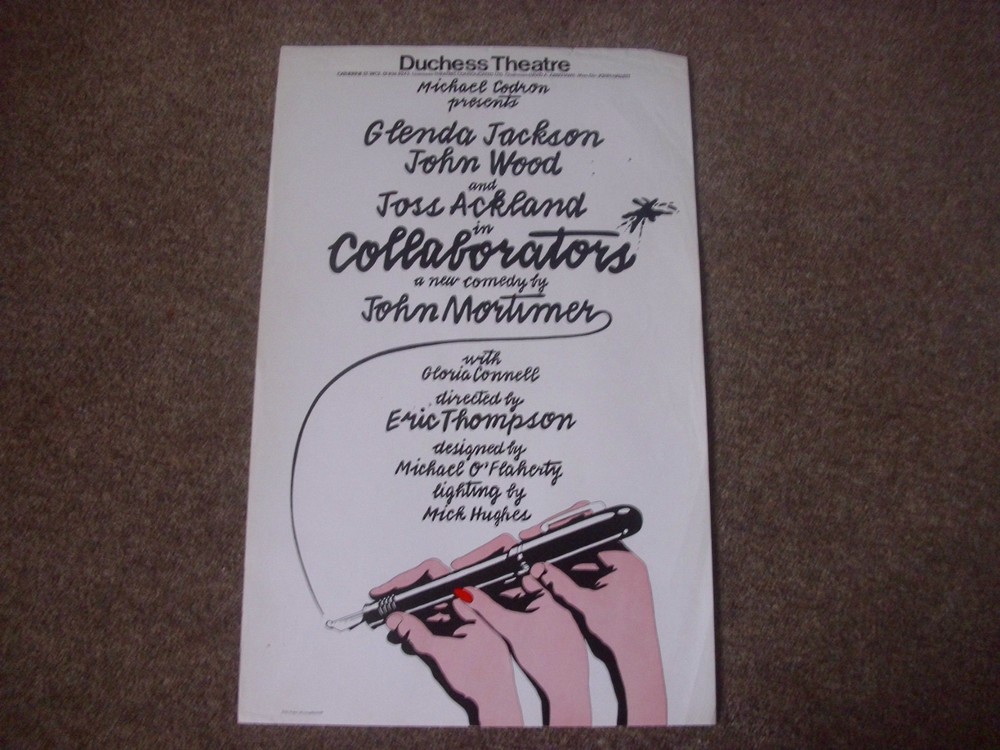 Duchess Theatre
Michael Codron
presents
Glenda Jackson
John Wood
and
Joss Ackland
in
Collaborators
a new comedy by
John Mortimer
with
Gloria Connell
directed by
Eric Thompson
designed by
Michael O'Flaherty
lighting by
Mick Hughes